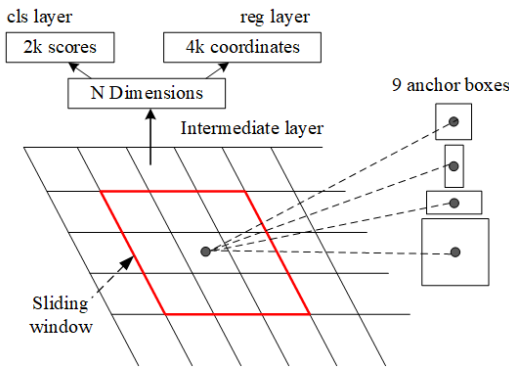 cls layer
reg layer
2k scores
4k coordinates
N Dimensions
9 anchor boxes
Intermediate layer
Sliding
window